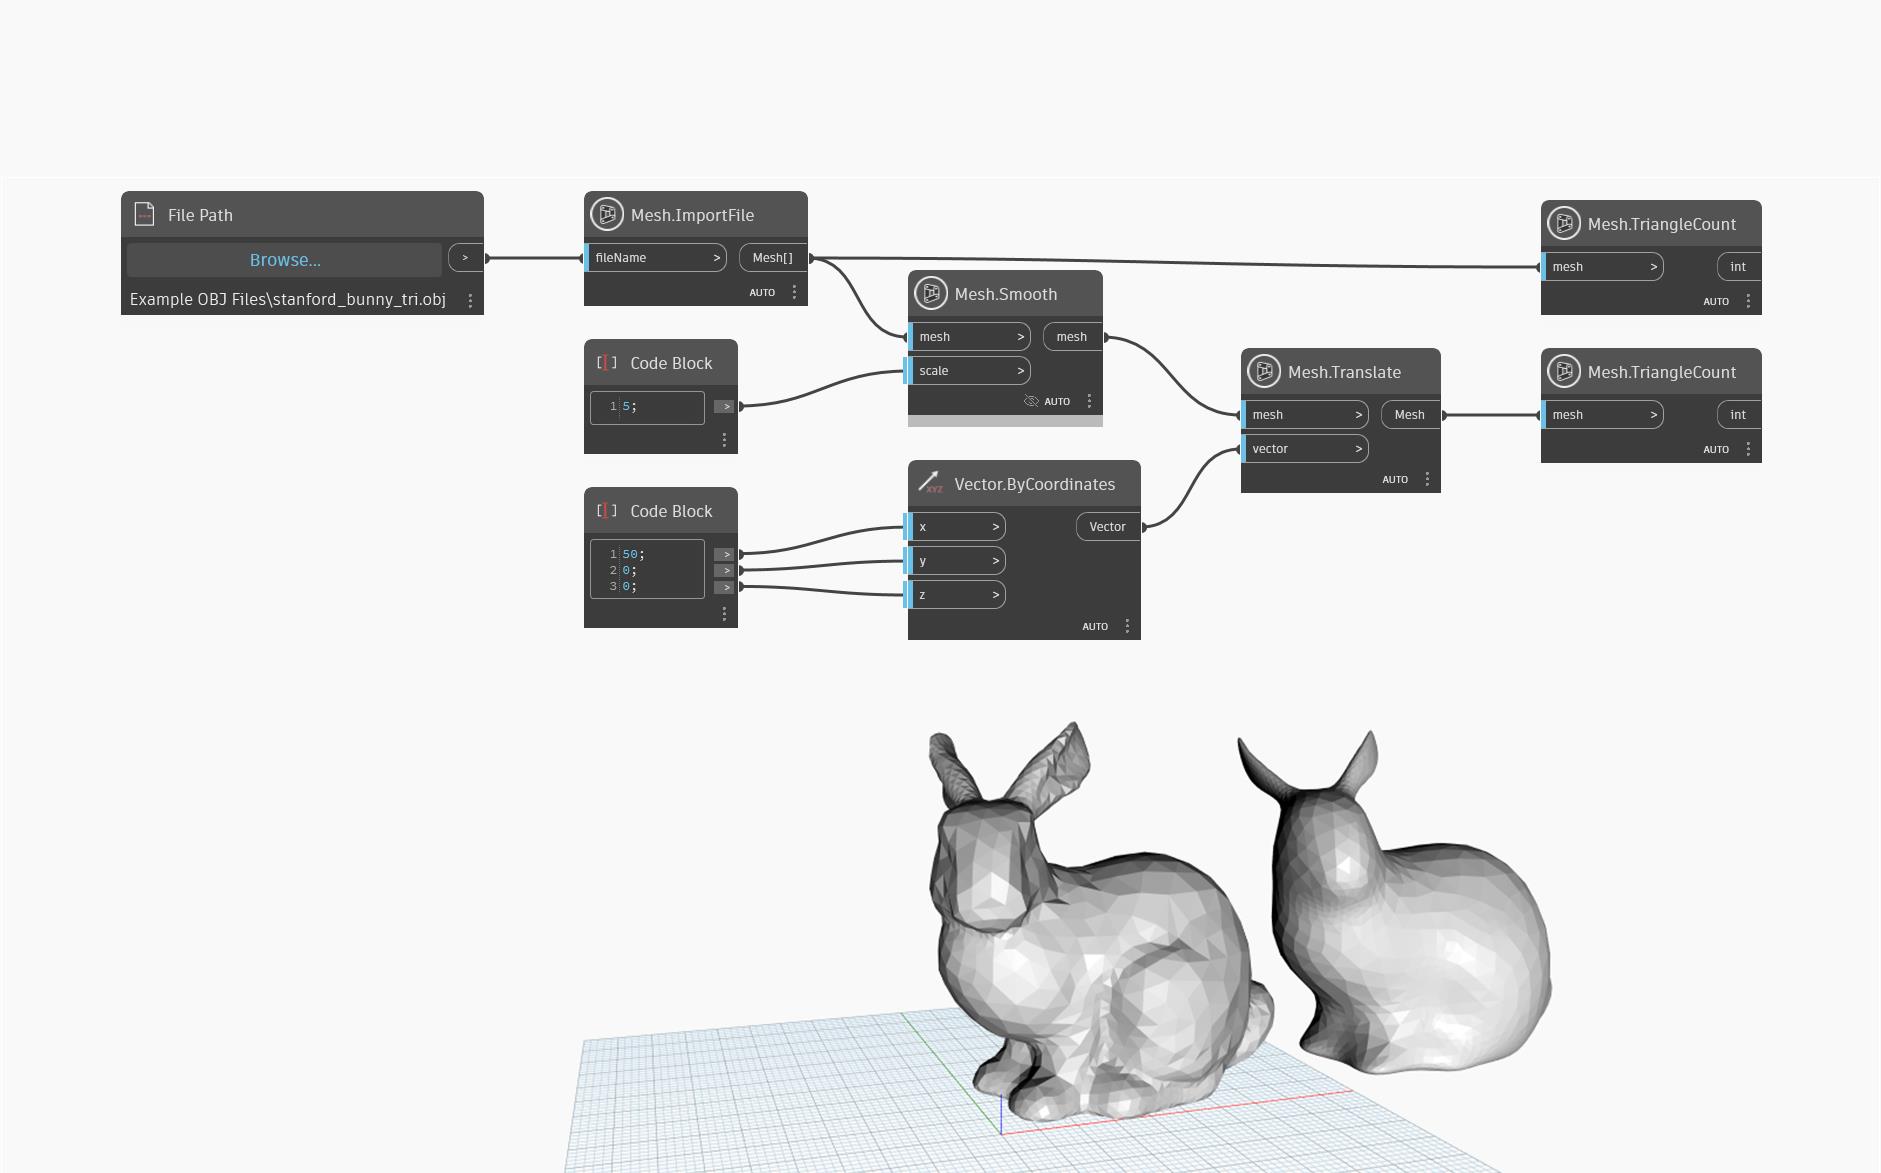 File Path
Browse...
>
Example OBJ Files\stanford_bunny_tri.obj
Mesh.ImportFile
fileName > Mesh[]
AUTO
Code Block
1 5;
>
Code Block
1 50; >
2 0; >
3 0; >
Mesh.Smooth
mesh > mesh
scale >
AUTO
XYZ Vector.ByCoordinates
x > Vector
y >
z >
AUTO
Mesh.Translate
mesh > Mesh
vector >
AUTO
Mesh.TriangleCount
mesh > int
AUTO
Mesh.TriangleCount
mesh > int
AUTO